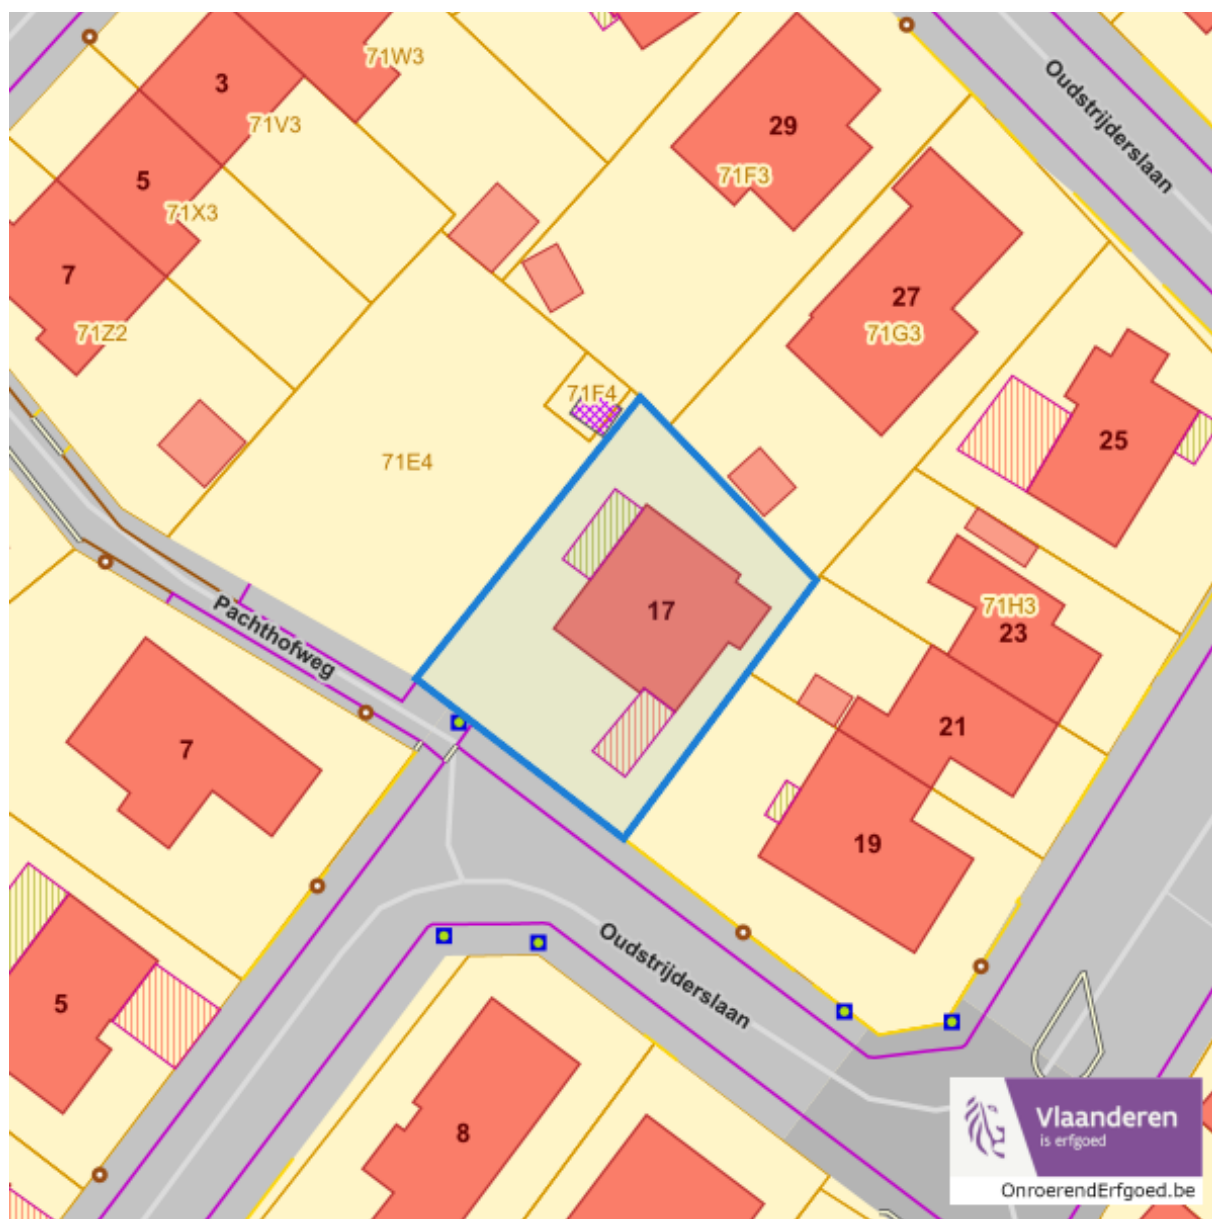 71W3
3
71V3
29
Oudstrijderslaan
5
71X3
71F3
7
71Z2
27
71G3
71F4
25
71E4
17
71H3
23
Pachthofweg
21
7
19
Oudstrijderslaan
5
8
Vlaanderen
is erfgoed
OnroerendErfgoed.be